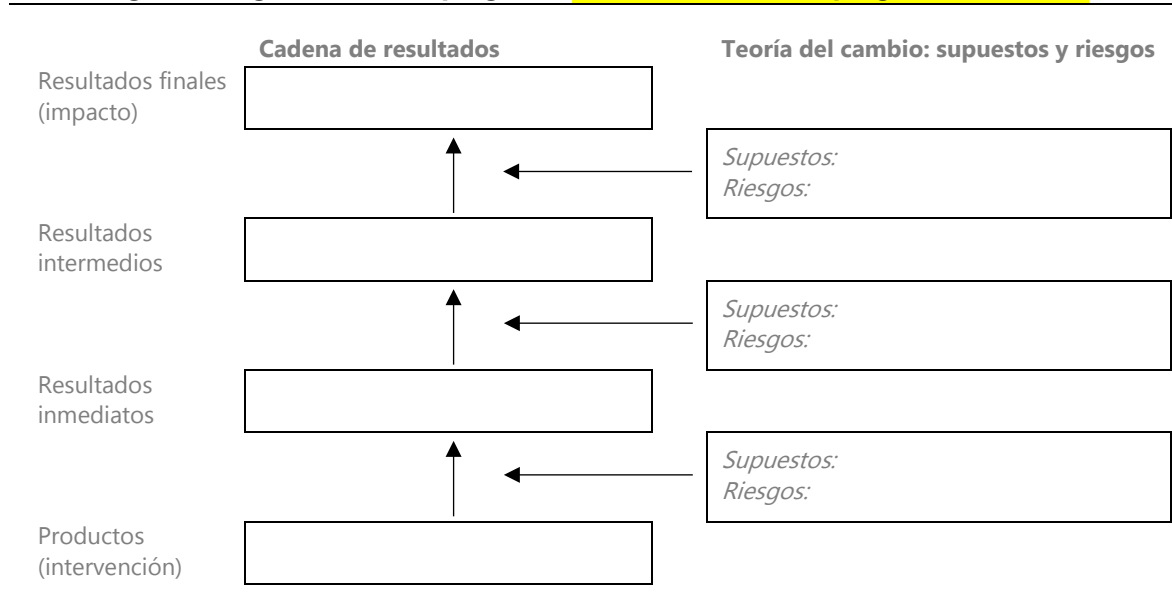 Cadena de resultados
Teoría del cambio: supuestos y riesgos
Resultados finales
(impacto)
Supuestos:
Riesgos:
Resultados
intermedios
Supuestos:
Riesgos:
Resultados
inmediatos
Supuestos:
Riesgos:
Productos
(intervención)